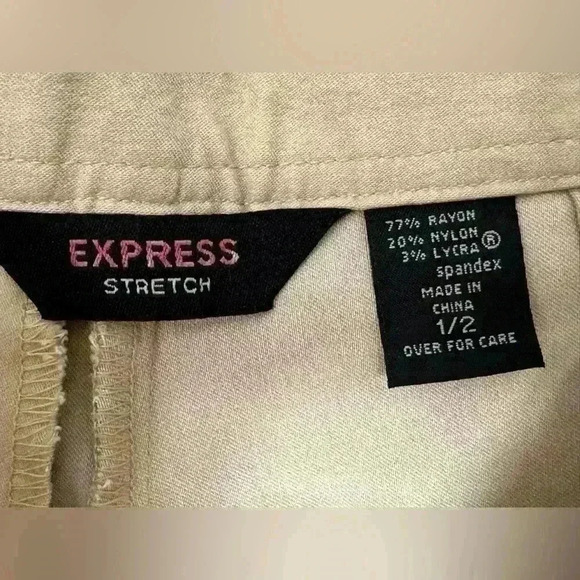 EXPRESS
STRETCH
77% RAYON
20% NYLON
3% LYCRA®
spandex
MADE IN
CHINA
1/2
OVER FOR CARE